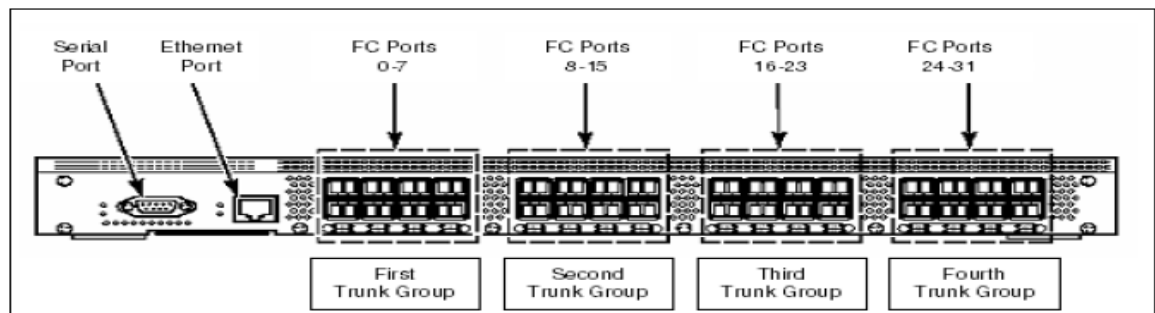 Serial
Port
Ethernet
Port
FC Ports
0-7
FC Ports
8-15
FC Ports
16-23
FC Ports
24-31
First
Trunk Group
Second
Trunk Group
Third
Trunk Group
Fourth
Trunk Group